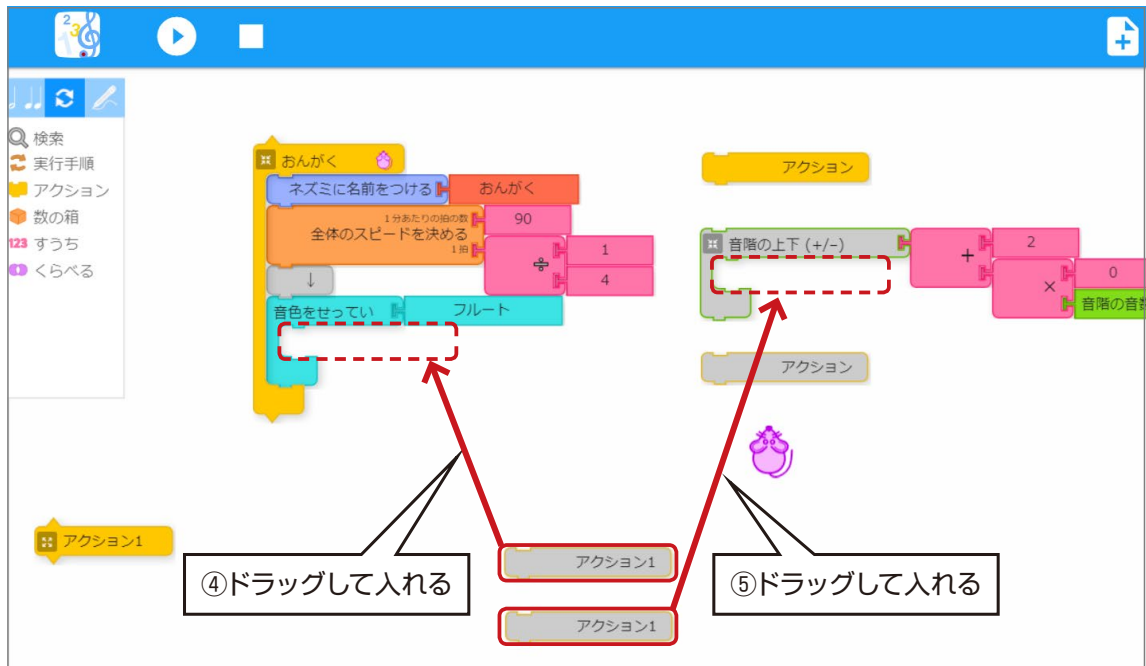 検索
実行手順
アクション
数の箱
123 すうち
くらべる
おんがく
ネズミに名前をつける おんがく
1分あたりの拍の数 90
全体のスピードを決める
1拍 ÷ 1
4
↓
音色をせってい フルート
アクション
音階の上下 (+/−) + 2
× 0
音階の音数
アクション
アクション1
④ドラッグして入れる
アクション1
アクション1
⑤ドラッグして入れる